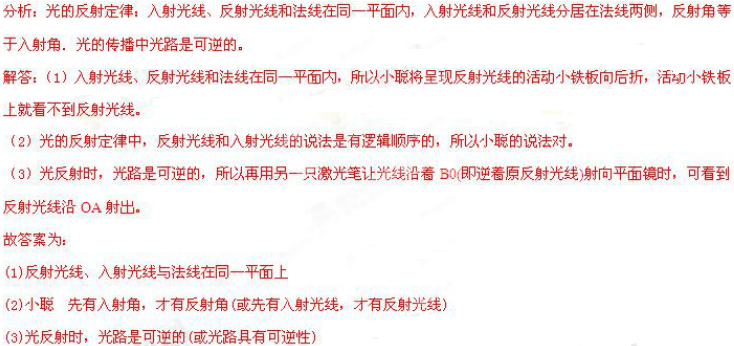 分析：光的反射定律：入射光线、反射光线和法线在同一平面内，入射光线和反射光线分居在法线两侧，反射角等
于入射角．光的传播中光路是可逆的。
解答：（1）入射光线、反射光线和法线在同一平面内，所以小聪将呈现反射光线的活动小铁板向后折，活动小铁板
上就看不到反射光线。
（2）光的反射定律中，反射光线和入射光线的说法是有逻辑顺序的，所以小聪的说法对。
（3）光反射时，光路是可逆的，所以再用另一只激光笔让光线沿着 B0(即逆着原反射光线)射向平面镜时，可看到
反射光线沿 OA 射出。
故答案为：
(1)反射光线、入射光线与法线在同一平面上
(2)小聪 先有入射角，才有反射角(或先有入射光线，才有反射光线)
(3)光反射时，光路是可逆的(或光路具有可逆性)